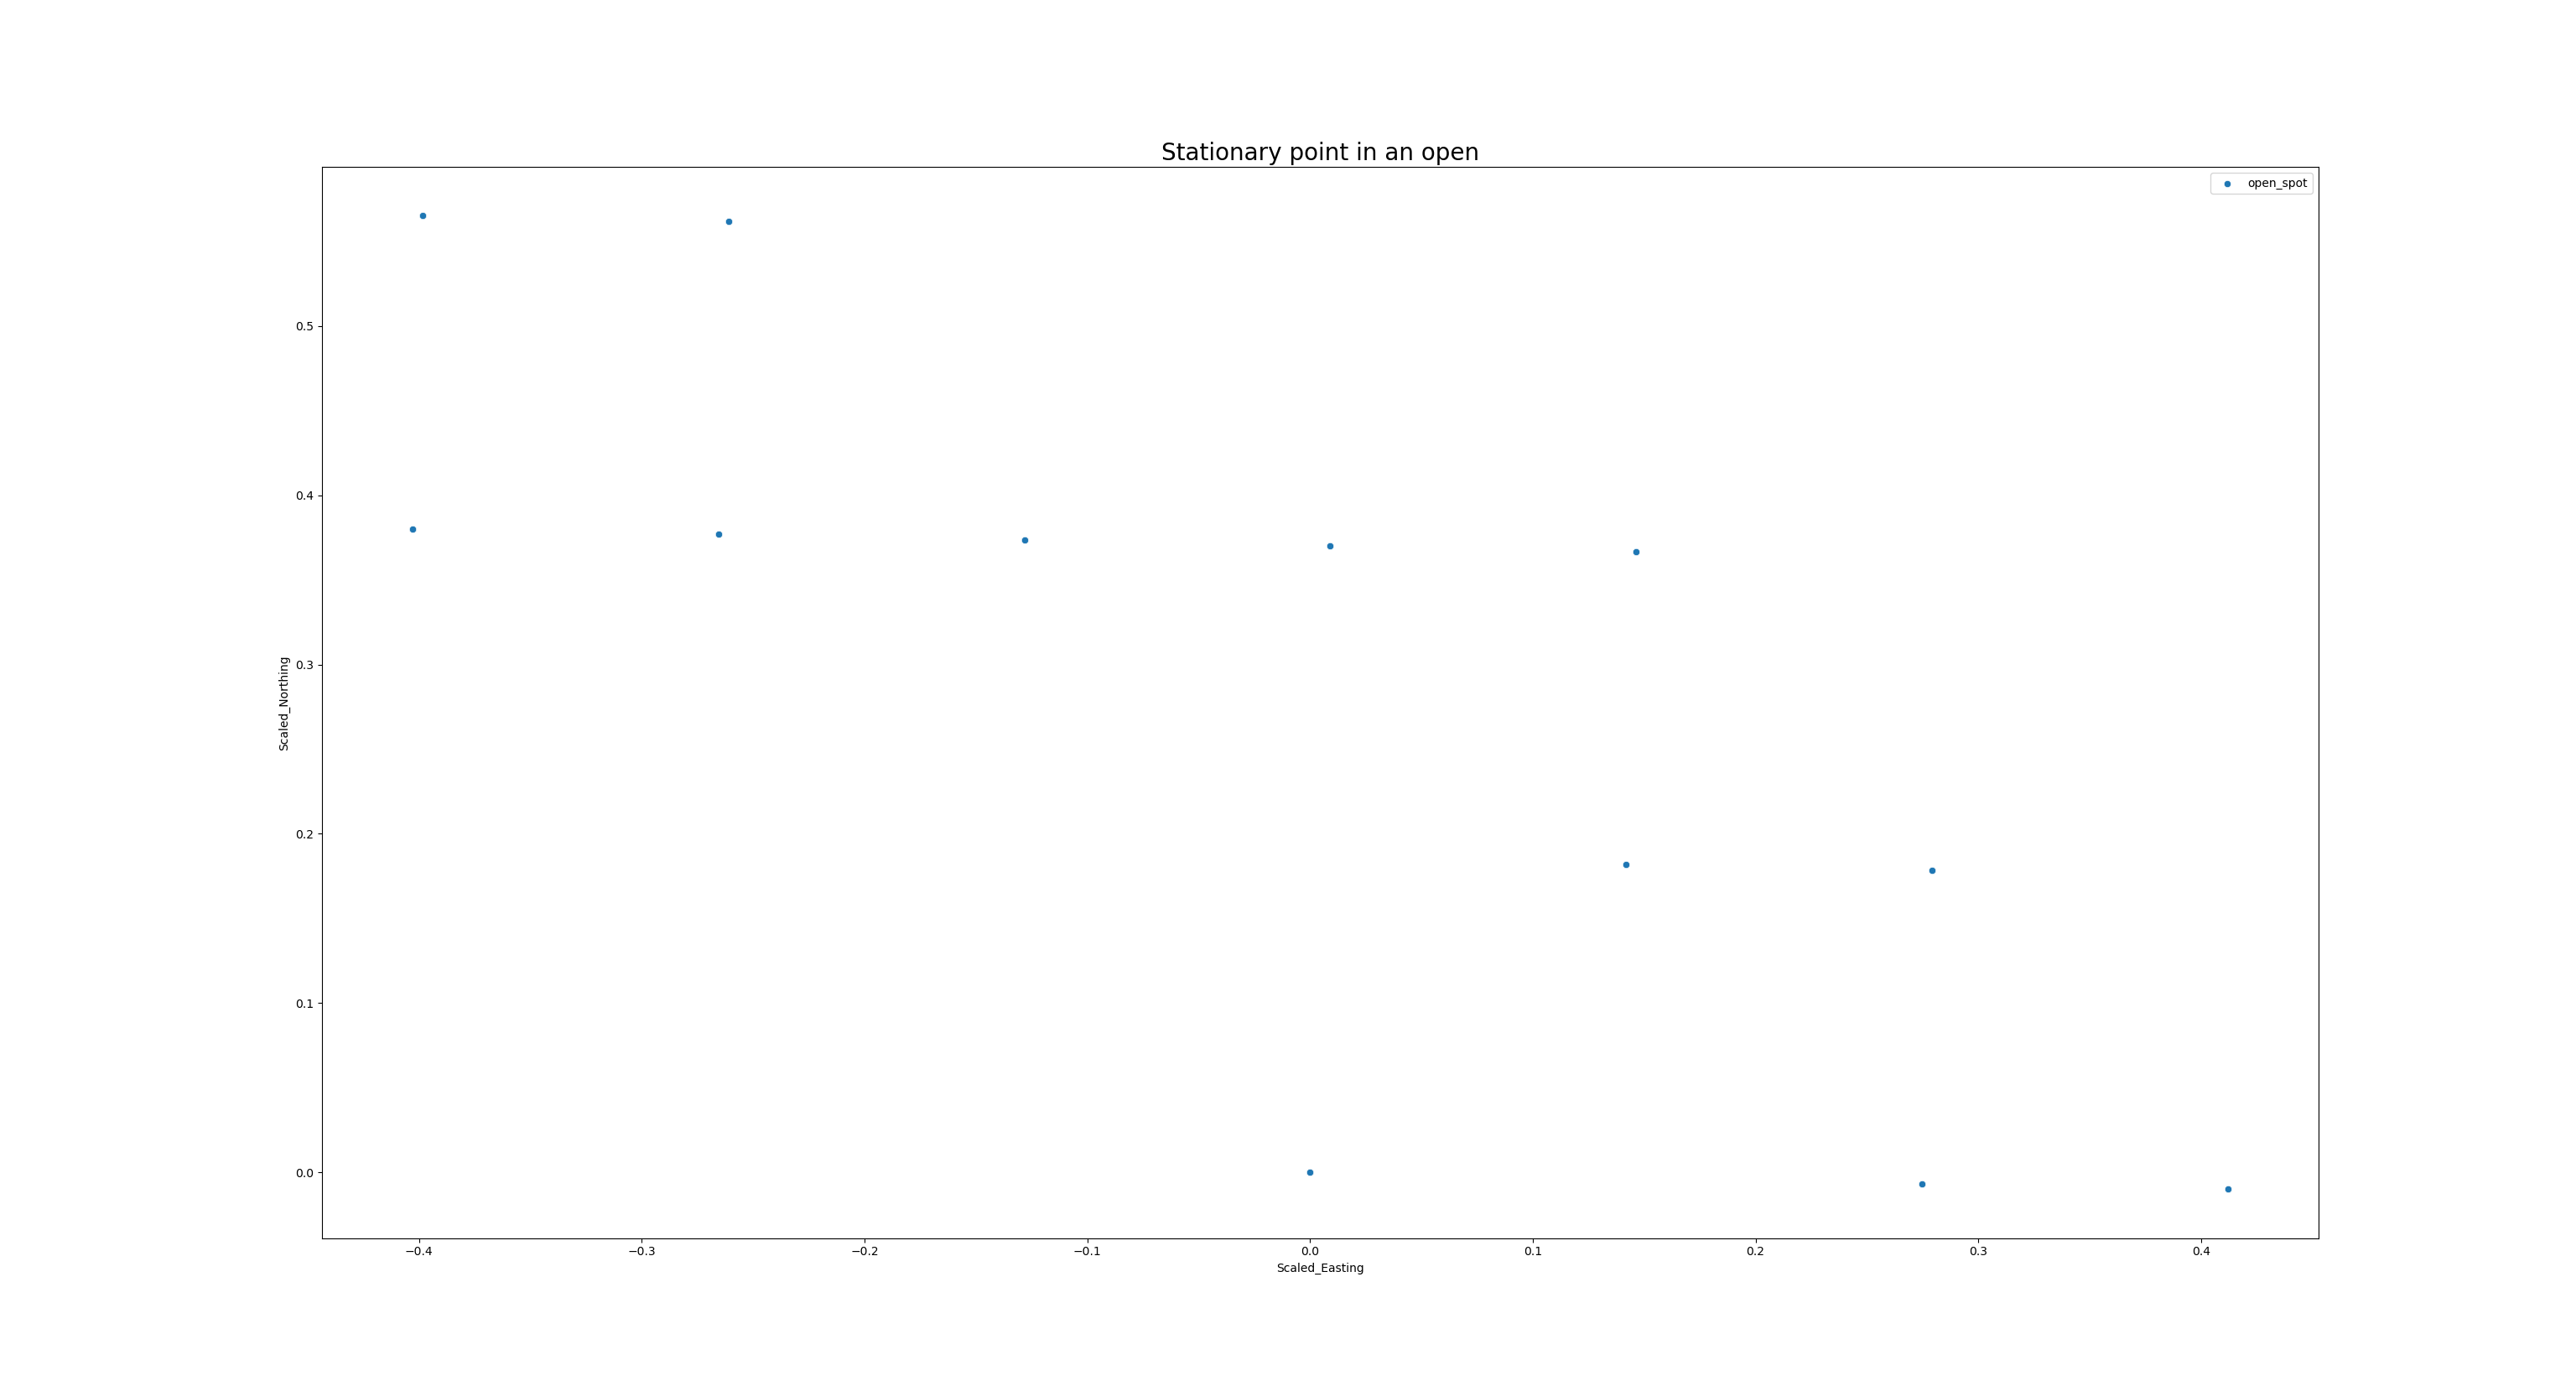 Stationary point in an open
open_spot
0.5
0.4
0.3
0.2
0.1
0.0
Scaled_Northing
−0.4 −0.3 −0.2 −0.1 0.0 0.1 0.2 0.3 0.4
Scaled_Easting